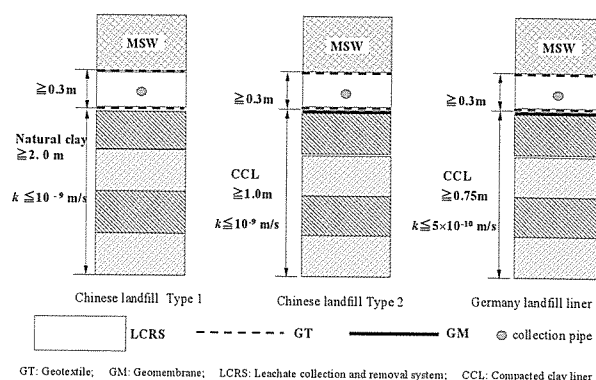 MSW
≧0.3m
Natural clay
≧2.0 m
k ≦10⁻⁹ m/s
Chinese landfill Type 1
MSW
≧0.3m
CCL
≧1.0m
k≦10⁻⁹ m/s
Chinese landfill Type 2
MSW
≧0.3m
CCL
≧0.75m
k≦5×10⁻¹⁰ m/s
Germany landfill liner
LCRS GT GM collection pipe
GT: Geotextile; GM: Geomembrane; LCRS: Leachate collection and removal system; CCL: Compacted clay liner